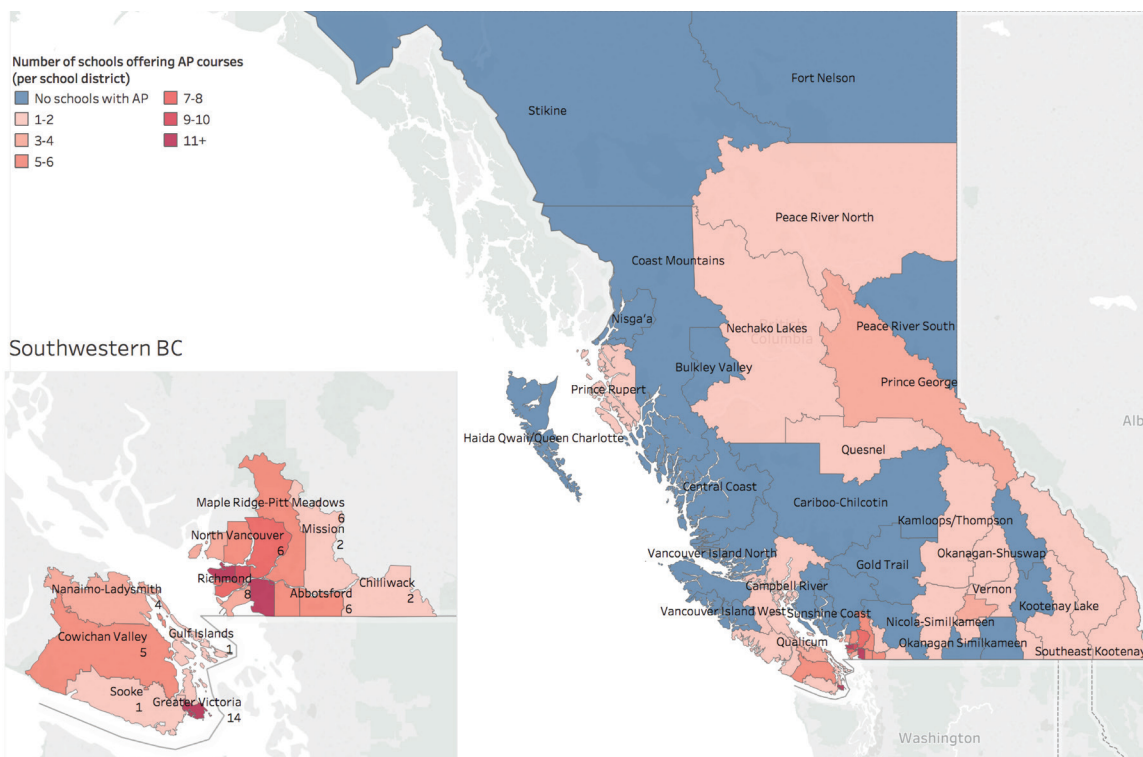 Number of schools offering AP courses
(per school district)
No schools with AP
7-8
1-2
9-10
3-4
11+
5-6
Fort Nelson
Stikine
Peace River North
Coast Mountains
Nisga'a
Nechako Lakes
Columbia
Peace River South
Bulkley Valley
Prince George
Prince Rupert
Alb
Haida Qwaii/Queen Charlotte
Quesnel
Central Coast
Cariboo-Chilcotin
Kamloops/Thompson
Vancouver Island North
Okanagan-Shuswap
Gold Trail
Campbell River
Vernon
Vancouver Island West
Sunshine Coast
Kootenay Lake
Nicola-Similkameen
Qualicum
Okanagan Similkameen
Southeast Kootenay
Washington
Southwestern BC
Maple Ridge-Pitt Meadows
6
North Vancouver
Mission
6
2
Richmond
Chilliwack
8
Abbotsford
2
6
Nanaimo-Ladysmith
4
Cowichan Valley
Gulf Islands
5
1
Sooke
1
Greater Victoria
14